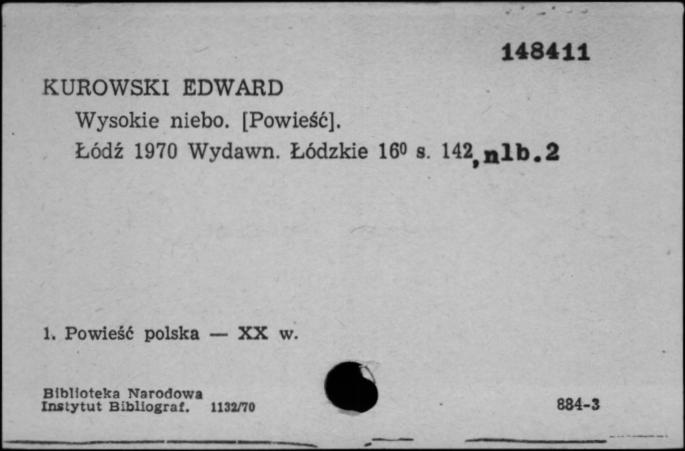 148411
KUROWSKI EDWARD
Wysokie niebo. [Powieść].
Łódź 1970 Wydawn. Łódzkie 16⁰ s. 142,nlb.2
1. Powieść polska — XX w.
Biblioteka Narodowa
Instytut Bibliograf. 1132/70
884-3